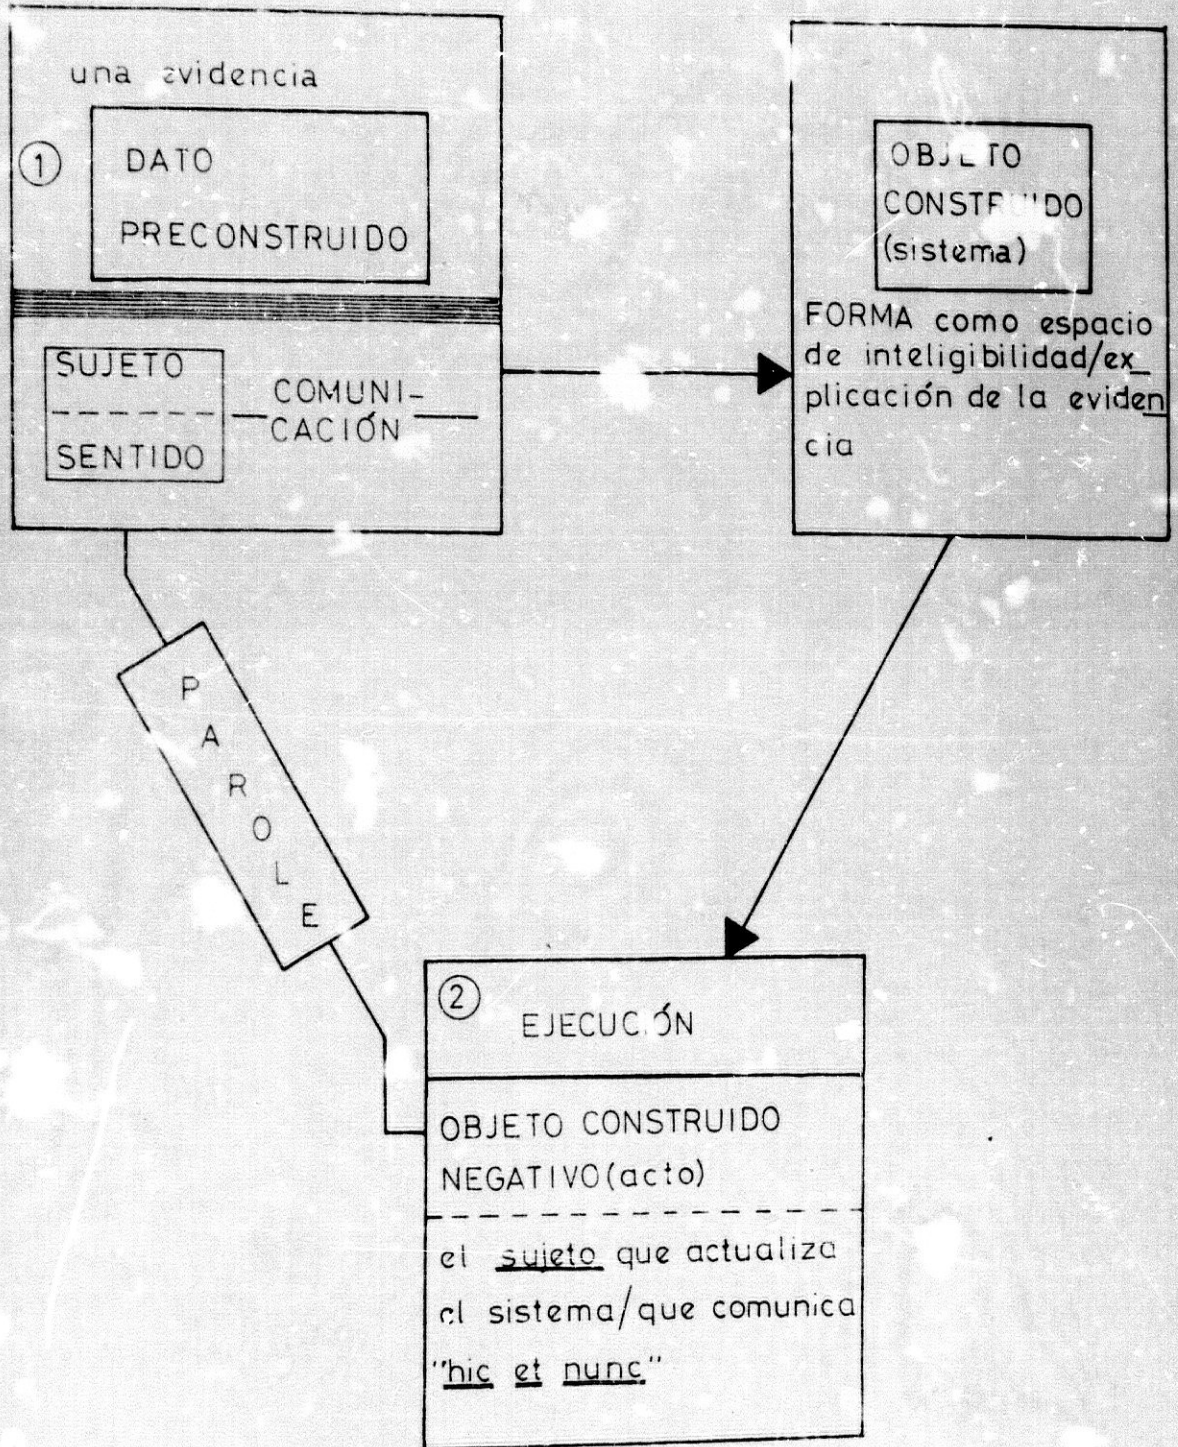 una evidencia
①
DATO
PRECONSTRUIDO
SUJETO
SENTIDO
COMUNI-
CACIÓN
OBJETO
CONSTRUIDO
(sistema)
FORMA como espacio
de inteligibilidad/ex_
plicación de la eviden
cia
PAROLE
②
EJECUCIÓN
OBJETO CONSTRUIDO
NEGATIVO(acto)
el sujeto que actualiza
el sistema/que comunica
"hic et nunc"